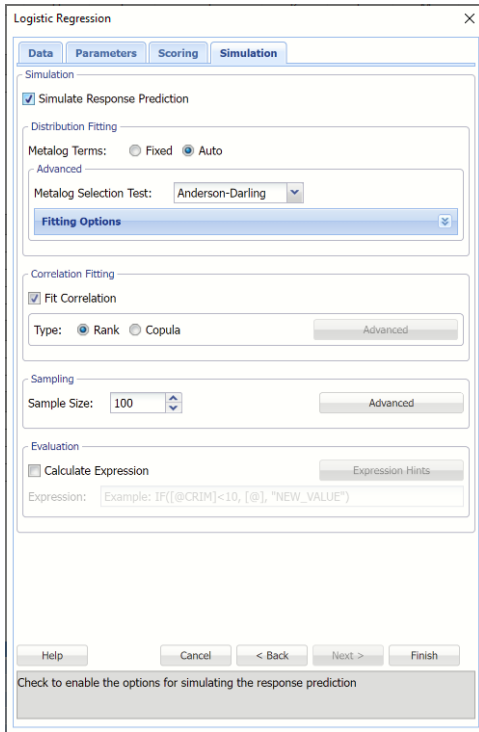 Logistic Regression
Data Parameters Scoring Simulation
Simulation
Simulate Response Prediction
Distribution Fitting
Metalog Terms: Fixed Auto
Advanced
Metalog Selection Test: Anderson-Darling
Fitting Options
Correlation Fitting
Fit Correlation
Type: Rank Copula Advanced
Sampling
Sample Size: 100 Advanced
Evaluation
Calculate Expression Expression Hints
Expression: Example: IF([@CRIM]<10, [@], "NEW_VALUE")
Help Cancel < Back Next > Finish
Check to enable the options for simulating the response prediction